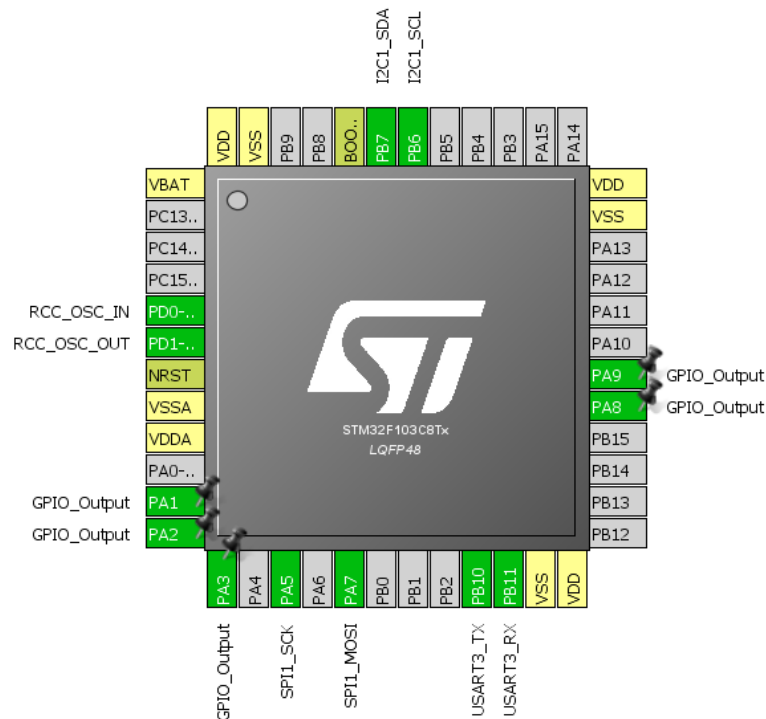 I2C1_SDA
I2C1_SCL
VDD
VSS
PB9
PB8
BOO..
PB7
PB6
PB5
PB4
PB3
PA15
PA14
VBAT
PC13..
PC14..
PC15..
RCC_OSC_IN PD0-..
RCC_OSC_OUT PD1-..
NRST
VSSA
VDDA
PA0-..
GPIO_Output PA1
GPIO_Output PA2
VDD
VSS
PA13
PA12
PA11
PA10
PA9 GPIO_Output
PA8 GPIO_Output
PB15
PB14
PB13
PB12
ST
STM32F103C8Tx
LQFP48
PA3
PA4
PA5
PA6
PA7
PB0
PB1
PB2
PB10
PB11
VSS
VDD
GPIO_Output
SPI1_SCK
SPI1_MOSI
USART3_TX
USART3_RX